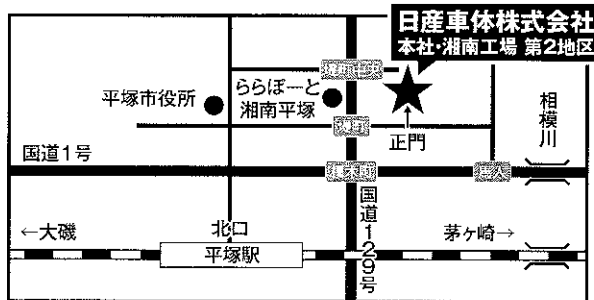 日産車体株式会社
本社・湘南工場 第2地区
ららぽーと
湘南平塚
平塚市役所
正門
相模川
国道1号
国道129号
←大磯
北口
茅ヶ崎→
平塚駅